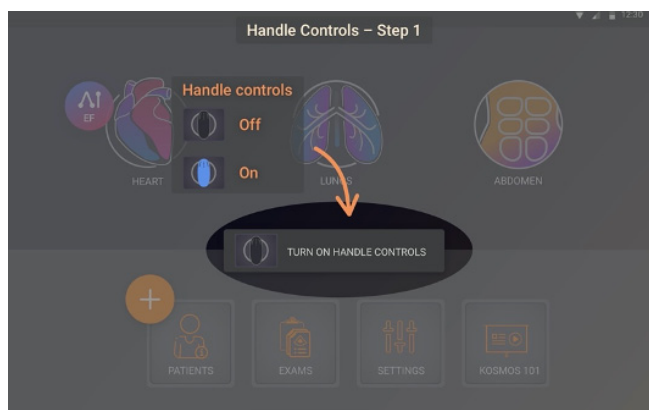 12:30
Handle Controls – Step 1
Handle controls
Off
On
AI
EF
HEART
LUNGS
ABDOMEN
TURN ON HANDLE CONTROLS
PATIENTS
EXAMS
SETTINGS
KOSMOS 101